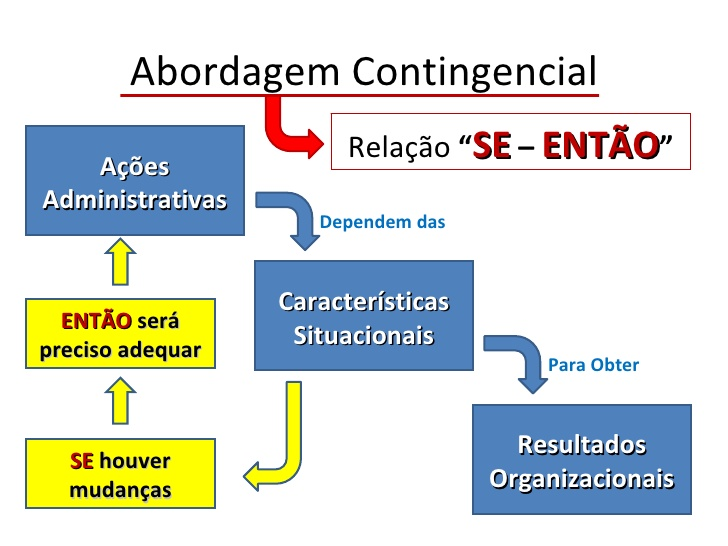 Abordagem Contingencial
Relação “SE – ENTÃO”
Ações
Administrativas
Dependem das
Características
Situacionais
ENTÃO será
preciso adequar
Para Obter
Resultados
Organizacionais
SE houver
mudanças